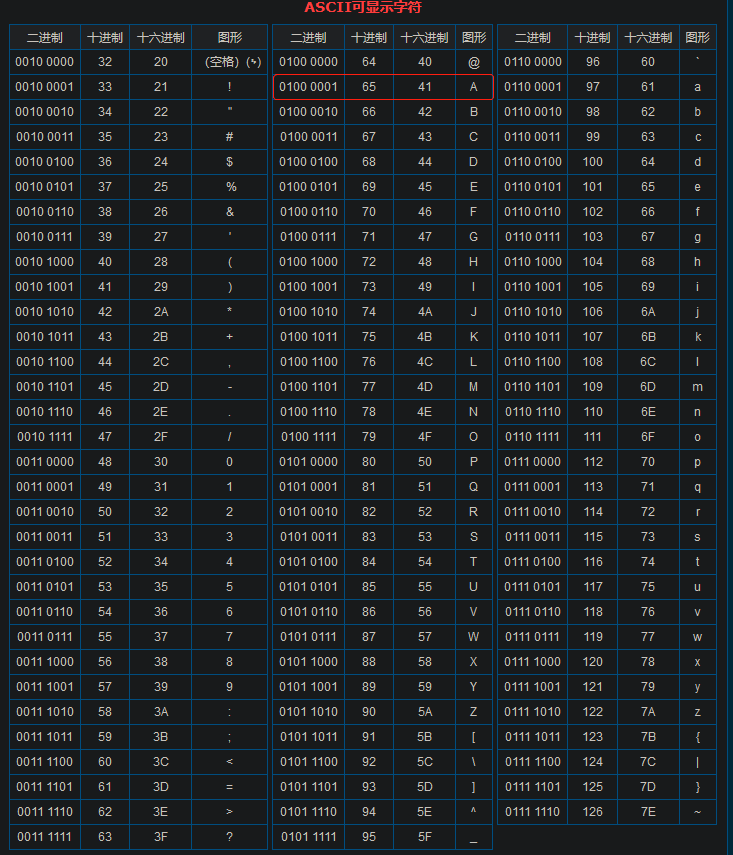 ASCII可显示字符
二进制 十进制 十六进制 图形 二进制 十进制 十六进制 图形 二进制 十进制 十六进制 图形
0010 0000 32 20 (空格) (␠) 0100 0000 64 40 @ 0110 0000 96 60 `
0010 0001 33 21 ! 0100 0001 65 41 A 0110 0001 97 61 a
0010 0010 34 22 " 0100 0010 66 42 B 0110 0010 98 62 b
0010 0011 35 23 # 0100 0011 67 43 C 0110 0011 99 63 c
0010 0100 36 24 $ 0100 0100 68 44 D 0110 0100 100 64 d
0010 0101 37 25 % 0100 0101 69 45 E 0110 0101 101 65 e
0010 0110 38 26 & 0100 0110 70 46 F 0110 0110 102 66 f
0010 0111 39 27 ' 0100 0111 71 47 G 0110 0111 103 67 g
0010 1000 40 28 ( 0100 1000 72 48 H 0110 1000 104 68 h
0010 1001 41 29 ) 0100 1001 73 49 I 0110 1001 105 69 i
0010 1010 42 2A * 0100 1010 74 4A J 0110 1010 106 6A j
0010 1011 43 2B + 0100 1011 75 4B K 0110 1011 107 6B k
0010 1100 44 2C , 0100 1100 76 4C L 0110 1100 108 6C l
0010 1101 45 2D - 0100 1101 77 4D M 0110 1101 109 6D m
0010 1110 46 2E . 0100 1110 78 4E N 0110 1110 110 6E n
0010 1111 47 2F / 0100 1111 79 4F O 0110 1111 111 6F o
0011 0000 48 30 0 0101 0000 80 50 P 0111 0000 112 70 p
0011 0001 49 31 1 0101 0001 81 51 Q 0111 0001 113 71 q
0011 0010 50 32 2 0101 0010 82 52 R 0111 0010 114 72 r
0011 0011 51 33 3 0101 0011 83 53 S 0111 0011 115 73 s
0011 0100 52 34 4 0101 0100 84 54 T 0111 0100 116 74 t
0011 0101 53 35 5 0101 0101 85 55 U 0111 0101 117 75 u
0011 0110 54 36 6 0101 0110 86 56 V 0111 0110 118 76 v
0011 0111 55 37 7 0101 0111 87 57 W 0111 0111 119 77 w
0011 1000 56 38 8 0101 1000 88 58 X 0111 1000 120 78 x
0011 1001 57 39 9 0101 1001 89 59 Y 0111 1001 121 79 y
0011 1010 58 3A : 0101 1010 90 5A Z 0111 1010 122 7A z
0011 1011 59 3B ; 0101 1011 91 5B [ 0111 1011 123 7B {
0011 1100 60 3C < 0101 1100 92 5C \ 0111 1100 124 7C |
0011 1101 61 3D = 0101 1101 93 5D ] 0111 1101 125 7D }
0011 1110 62 3E > 0101 1110 94 5E ^ 0111 1110 126 7E ~
0011 1111 63 3F ? 0101 1111 95 5F _